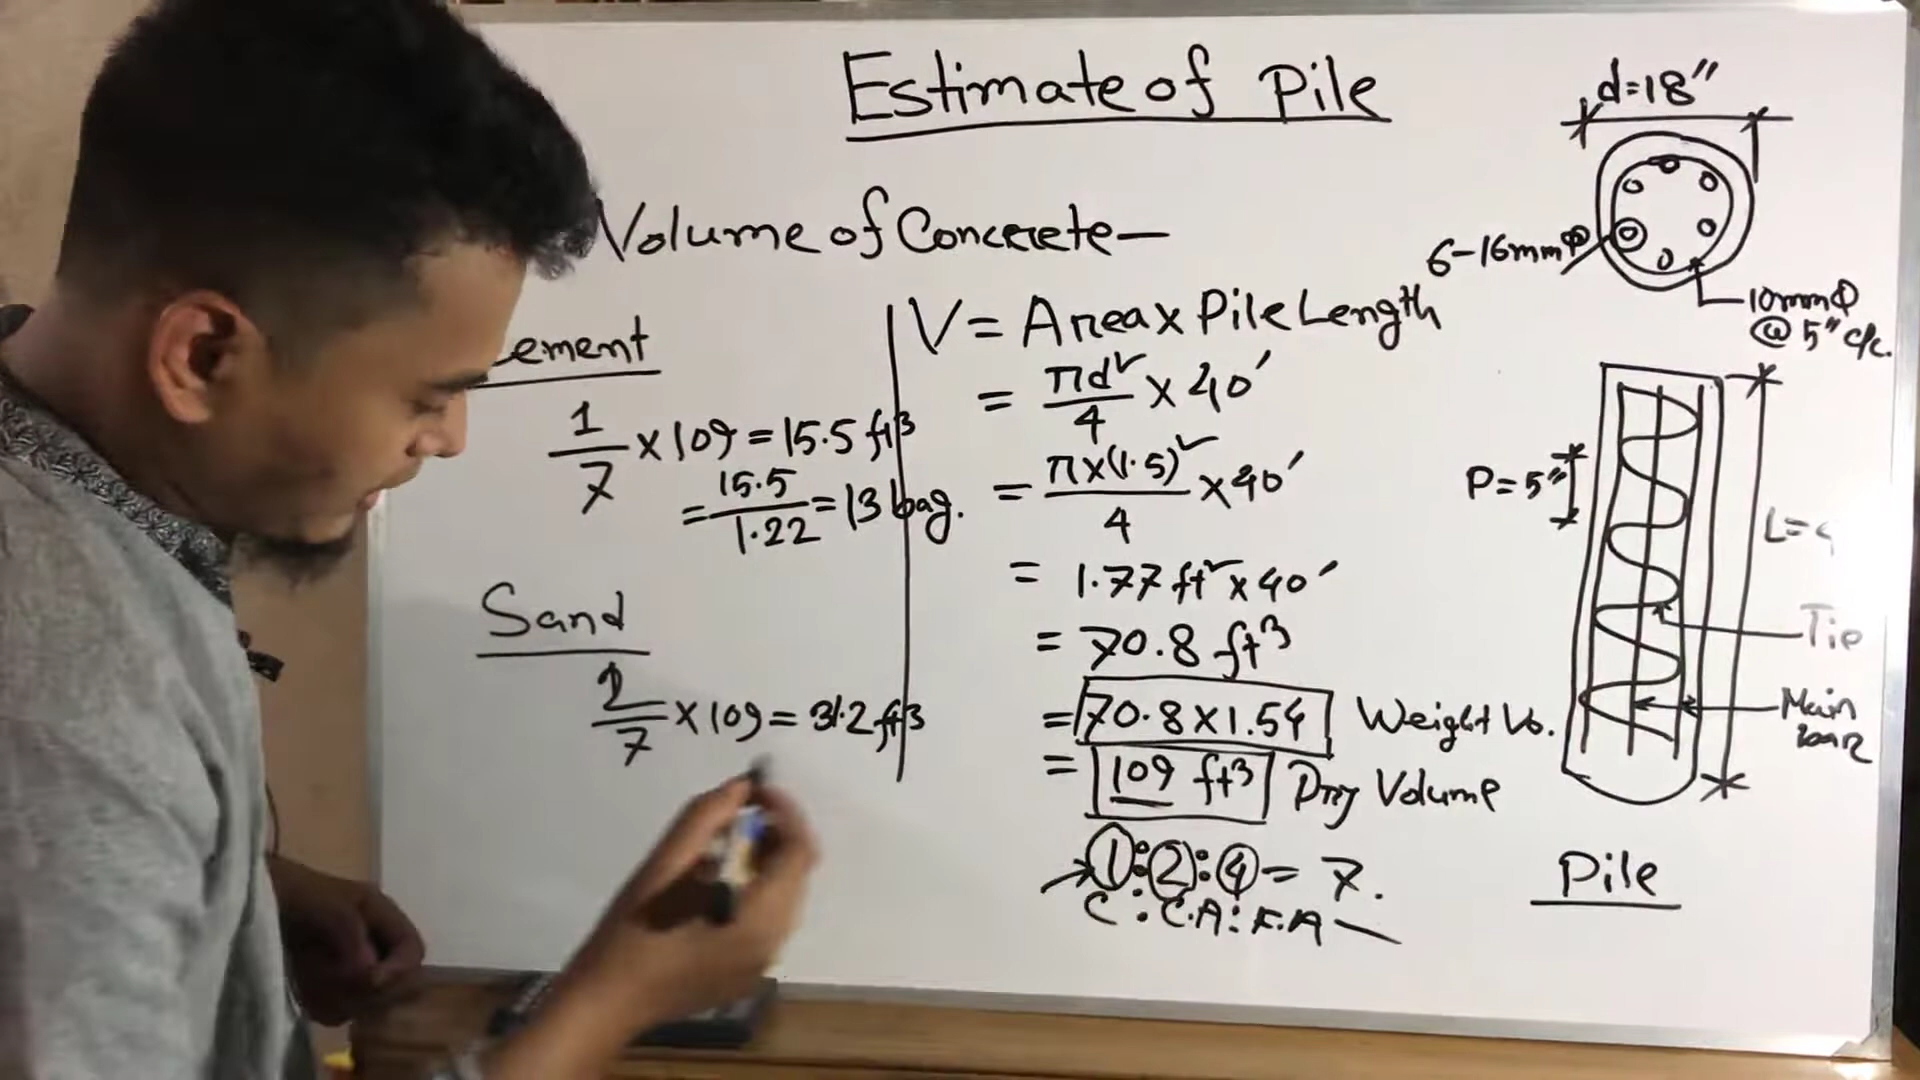 Estimate of Pile
Volume of Concrete —
ement
1/7 × 109 = 15.5 ft³
= 15.5/1.22 = 13 bag.
Sand
2/7 × 109 = 31.2 ft³
V = Area x Pile Length
= πd²/4 × 40'
= π×(1.5)²/4 × 40'
= 1.77 ft² × 40'
= 70.8 ft³
= 70.8 × 1.54 Weight Vo.
= 109 ft³ Dry Volume
1:2:4 = 7.
C : C.A : F.A —
d=18"
6-16mmΦ
10mmΦ
@ 5" c/c.
P = 5"
L=4
Tie
Main
bar
Pile